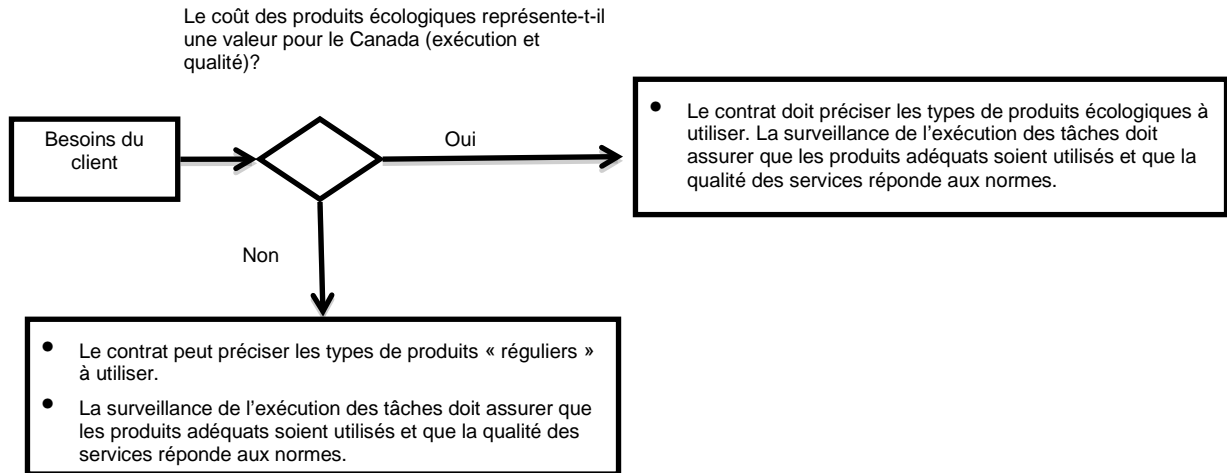 Le coût des produits écologiques représente-t-il
une valeur pour le Canada (exécution et
qualité)?
Besoins du
client
Oui
• Le contrat doit préciser les types de produits écologiques à
utiliser. La surveillance de l’exécution des tâches doit
assurer que les produits adéquats soient utilisés et que la
qualité des services réponde aux normes.
Non
• Le contrat peut préciser les types de produits « réguliers »
à utiliser.
• La surveillance de l’exécution des tâches doit assurer que
les produits adéquats soient utilisés et que la qualité des
services réponde aux normes.